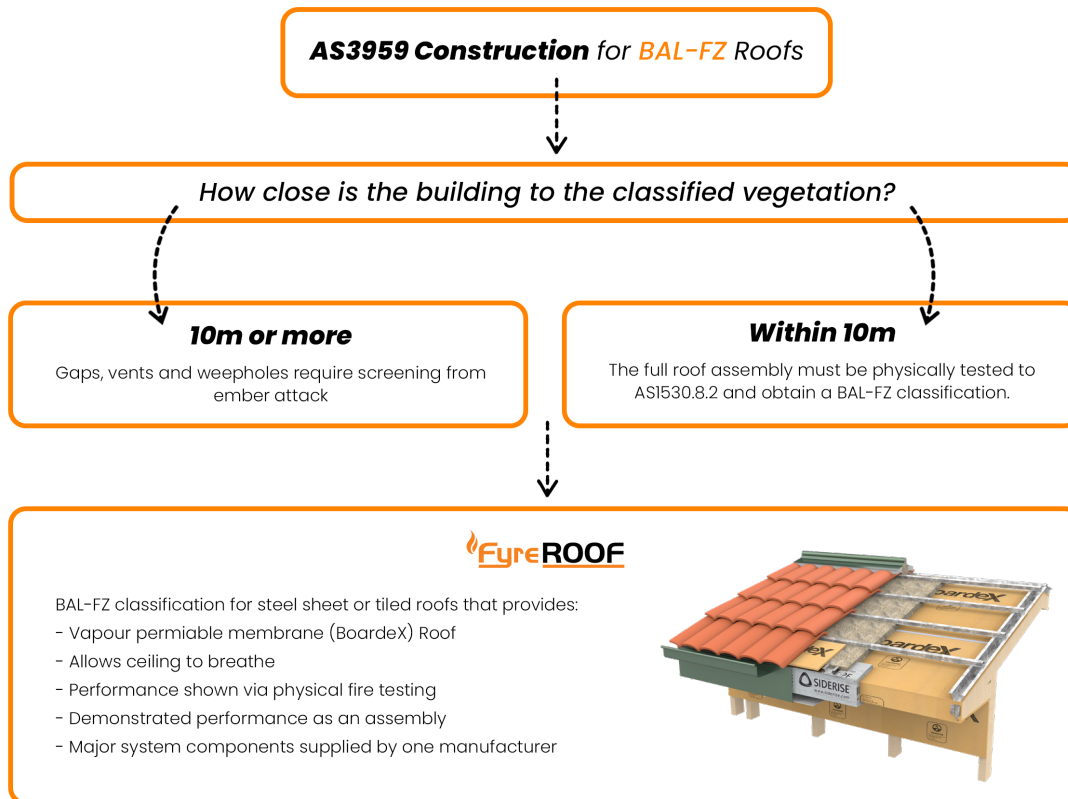 AS3959 Construction for BAL-FZ Roofs
How close is the building to the classified vegetation?
10m or more
Gaps, vents and weepholes require screening from
ember attack
Within 10m
The full roof assembly must be physically tested to
AS1530.8.2 and obtain a BAL-FZ classification.
FyreROOF
BAL-FZ classification for steel sheet or tiled roofs that provides:
- Vapour permiable membrane (BoardeX) Roof
- Allows ceiling to breathe
- Performance shown via physical fire testing
- Demonstrated performance as an assembly
- Major system components supplied by one manufacturer
boardeX
boardeX
boardeX
SIDERISE
www.siderise.com